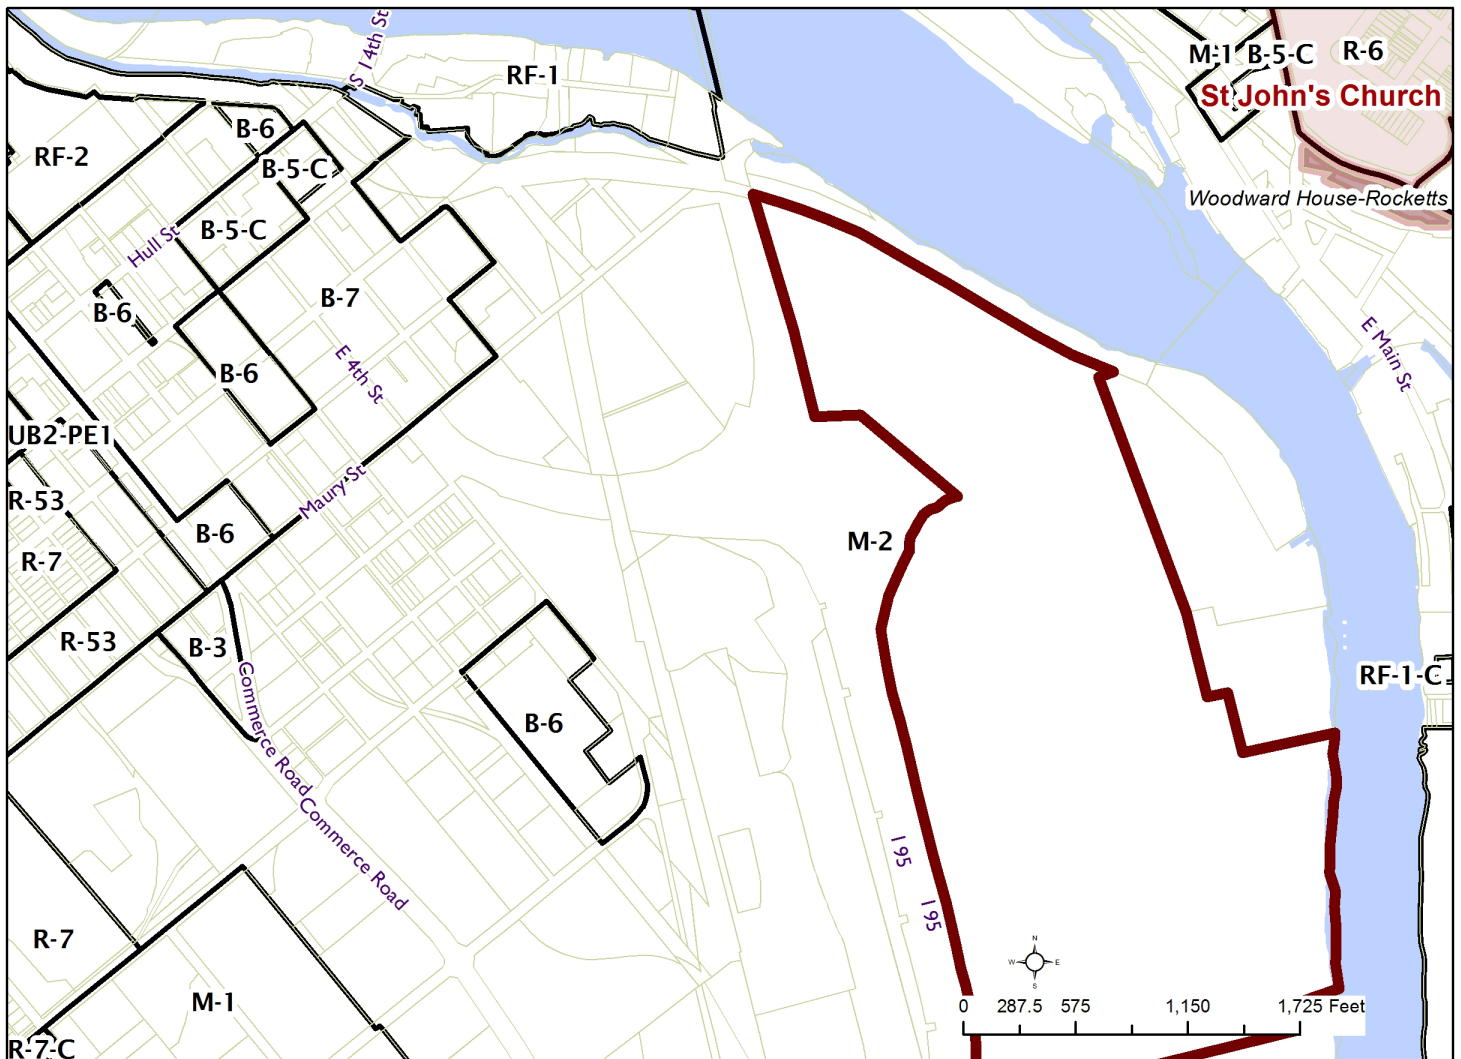 S 14th St
RF-1
M-1
B-5-C
R-6
St John's Church
B-6
RF-2
B-5-C
Woodward House-Rocketts
B-5-C
Hull St
B-7
B-6
E Main St
B-6
E 4th St
UB2-PE1
Maury St
R-53
B-6
M-2
R-7
R-53
B-3
RF-1-C
Commerce Road
B-6
Commerce Road
I 95
I 95
R-7
N
W
E
S
M-1
0 287.5 575 1,150 1,725 Feet
R-7-C